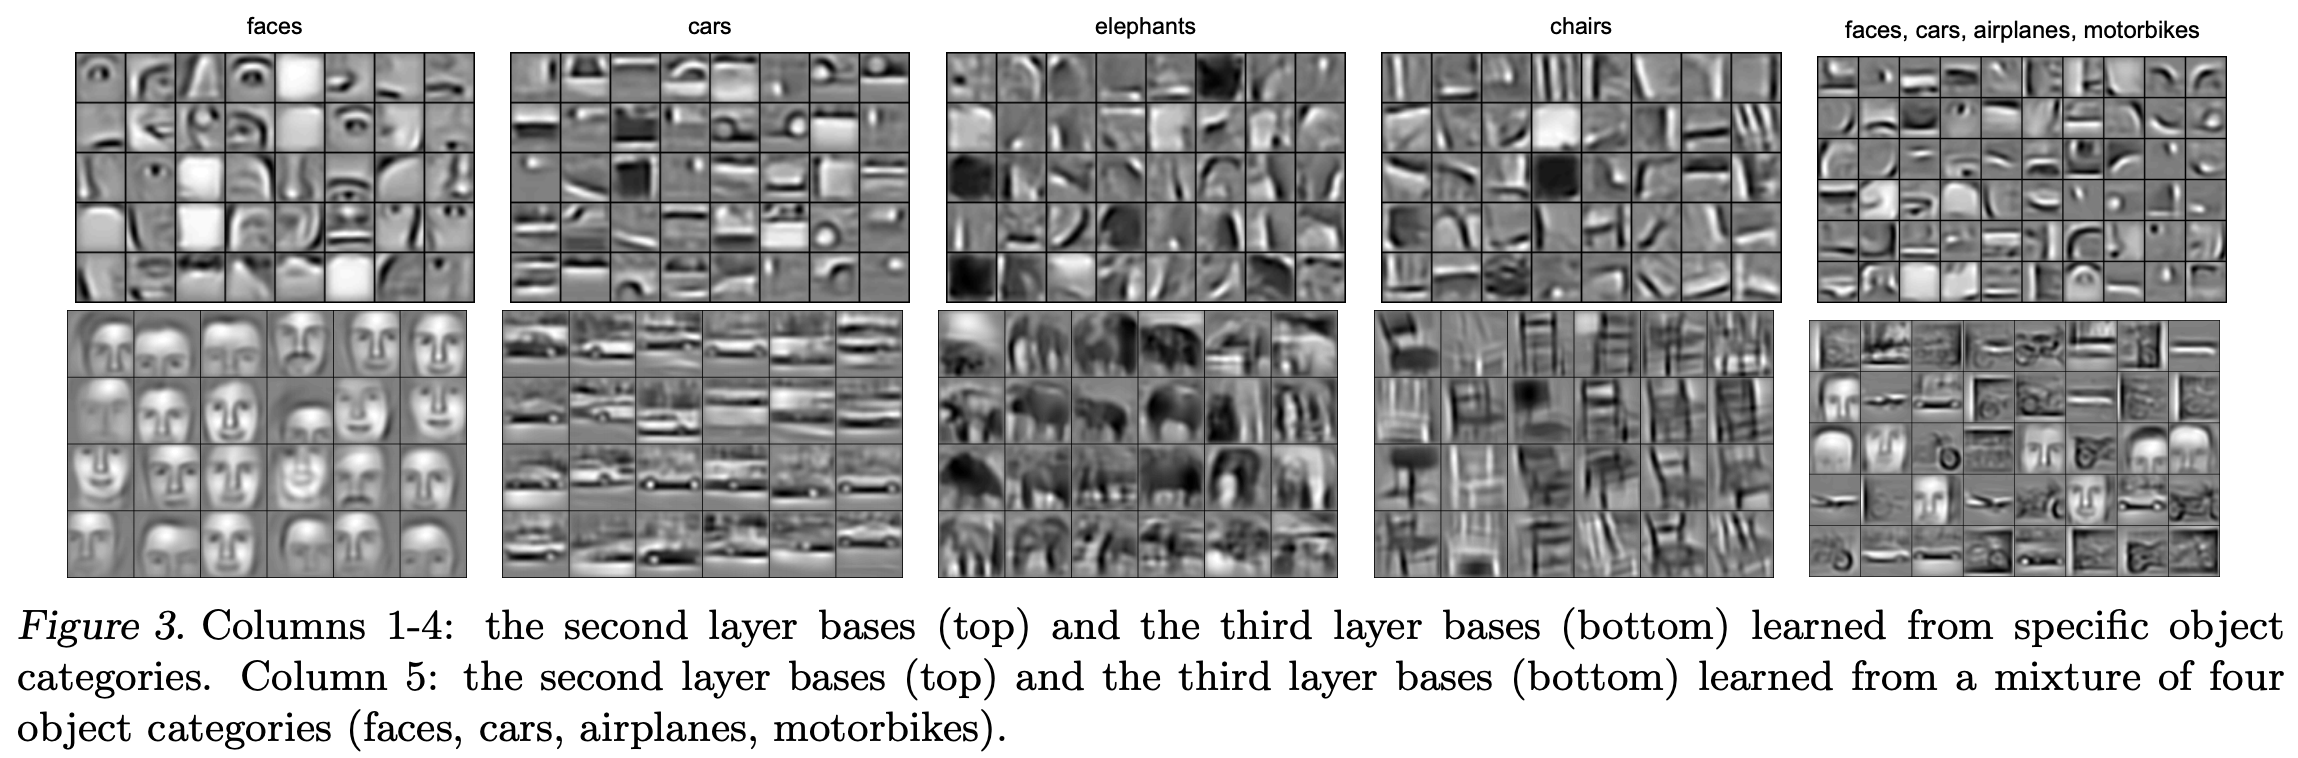 faces
cars
elephants
chairs
faces, cars, airplanes, motorbikes
Figure 3. Columns 1-4: the second layer bases (top) and the third layer bases (bottom) learned from specific object
categories. Column 5: the second layer bases (top) and the third layer bases (bottom) learned from a mixture of four
object categories (faces, cars, airplanes, motorbikes).